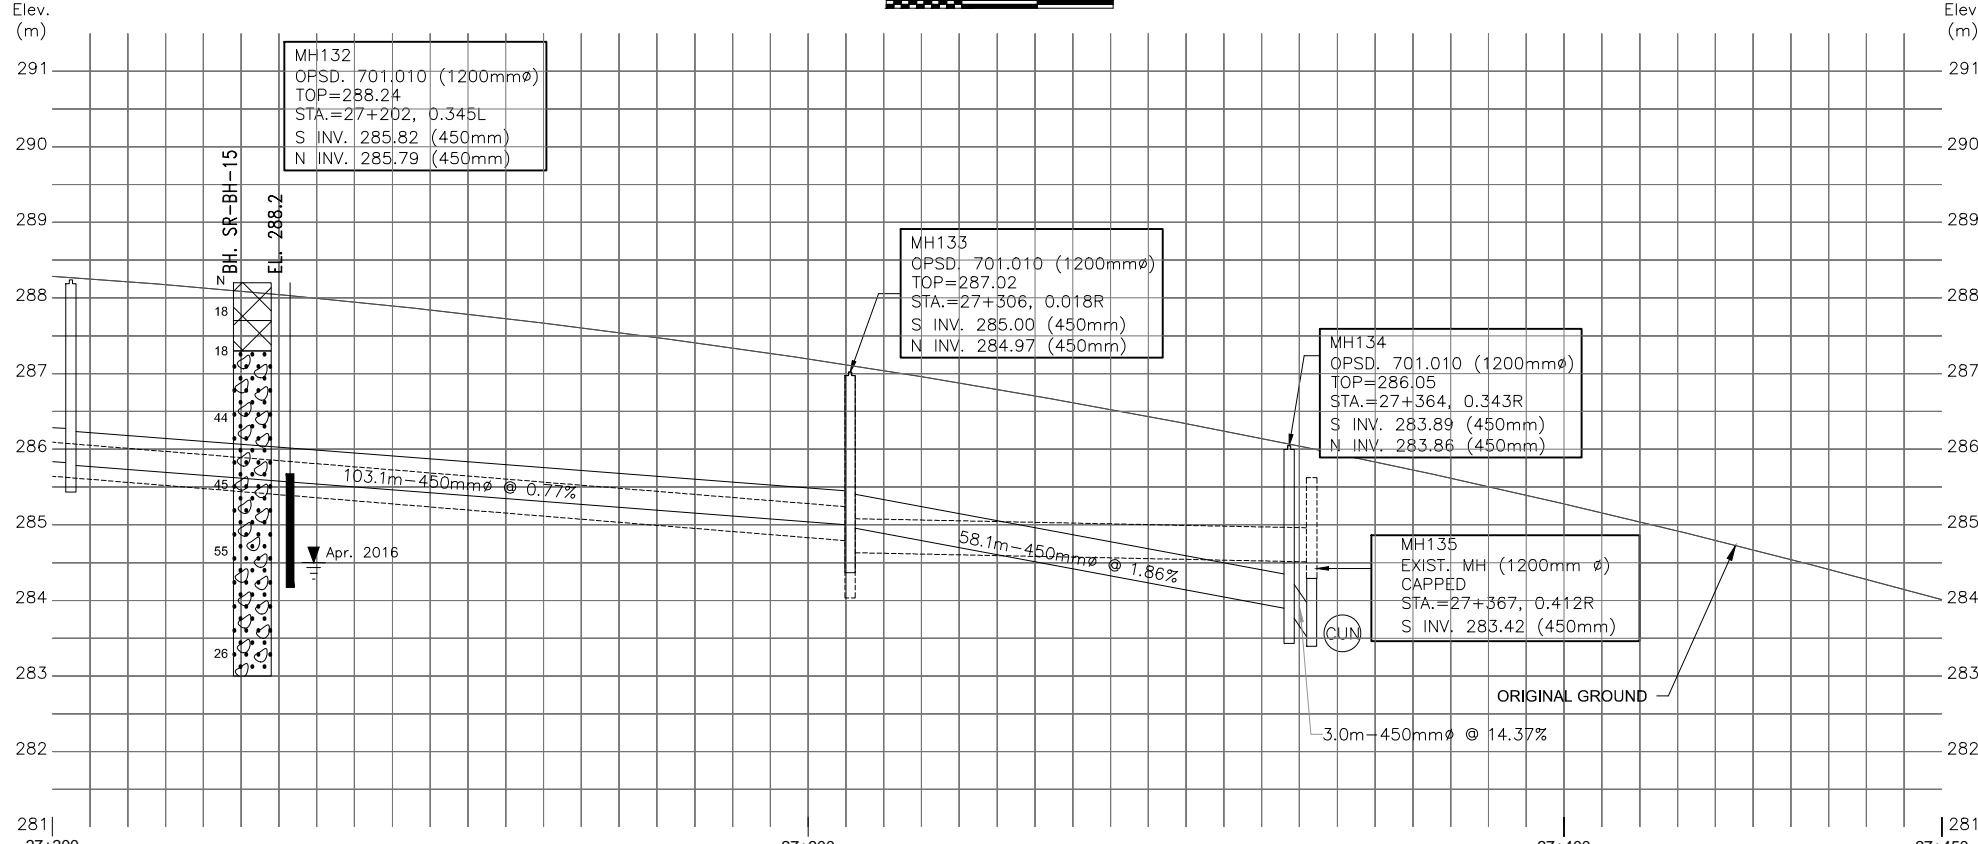 Elev.
(m)
Elev
(m)
291
290
289
288
287
286
285
284
283
282
281
291
290
289
288
287
286
285
284
283
282
281
MH132
OPSD. 701.010 (1200mmø)
TOP=288.24
STA.=27+202, 0.345L
S INV. 285.82 (450mm)
N INV. 285.79 (450mm)
BH. SR-BH-15
EL. 288.2
N
18
18
44
45
55
26
Apr. 2016
103.1m-450mmø @ 0.77%
MH133
OPSD. 701.010 (1200mmø)
TOP=287.02
STA.=27+306, 0.018R
S INV. 285.00 (450mm)
N INV. 284.97 (450mm)
58.1m-450mmø @ 1.86%
MH134
OPSD. 701.010 (1200mmø)
TOP=286.05
STA.=27+364, 0.343R
S INV. 283.89 (450mm)
N INV. 283.86 (450mm)
MH135
EXIST. MH (1200mm ø)
CAPPED
STA.=27+367, 0.412R
S INV. 283.42 (450mm)
CUN
ORIGINAL GROUND
3.0m-450mmø @ 14.37%